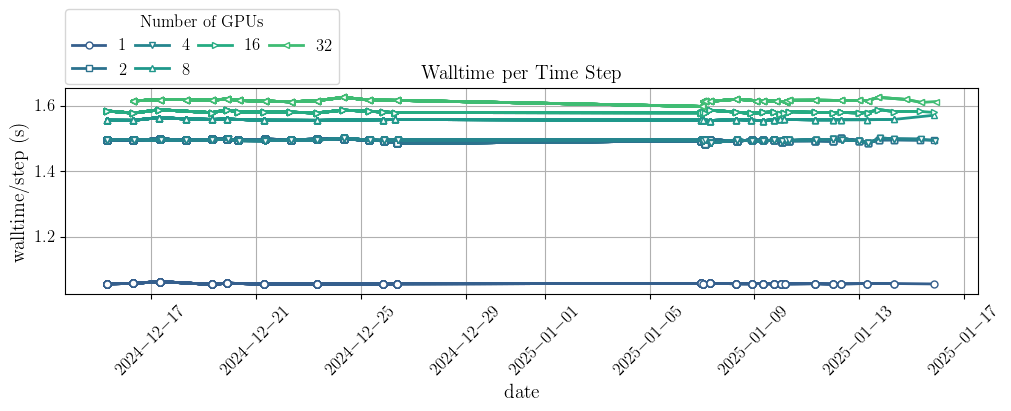 Number of GPUs
1 4 16 32
2 8
Walltime per Time Step
walltime/step (s)
1.6
1.4
1.2
2024−12−17 2024−12−21 2024−12−25 2024−12−29 2025−01−01 2025−01−05 2025−01−09 2025−01−13 2025−01−17
date